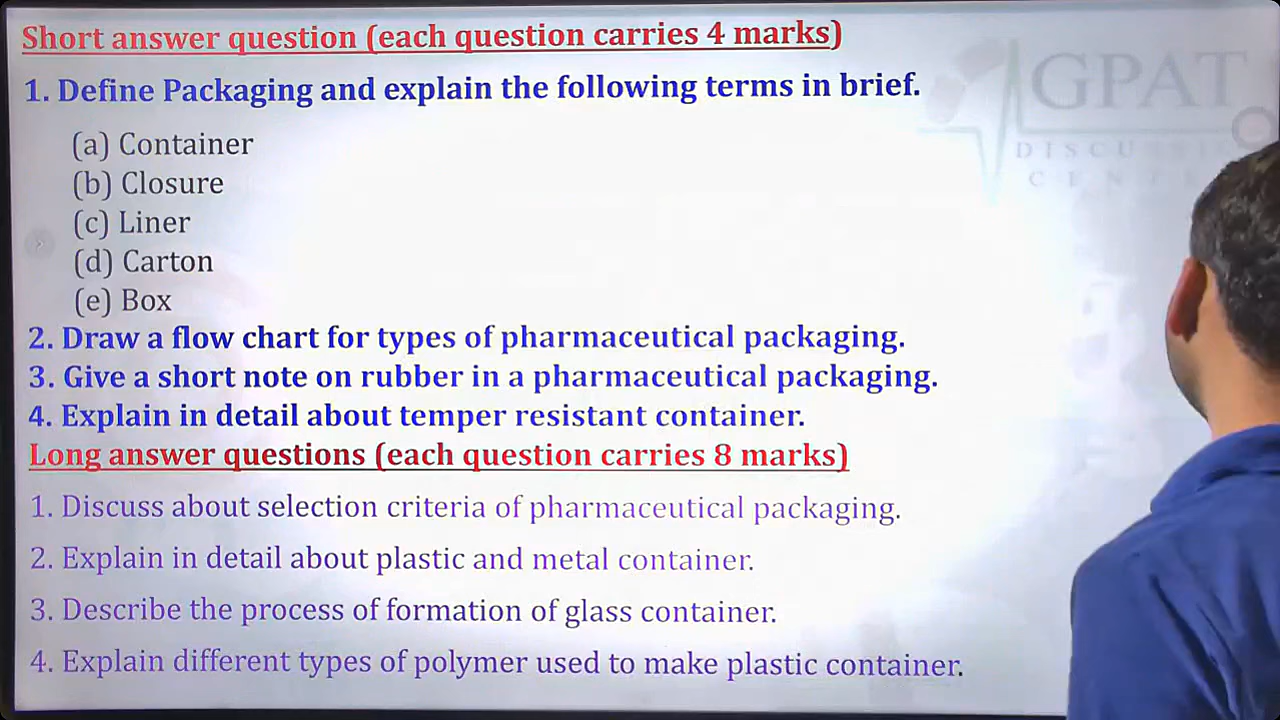 Short answer question (each question carries 4 marks)
GPAT
1. Define Packaging and explain the following terms in brief.
(a) Container
(b) Closure
(c) Liner
(d) Carton
(e) Box
2. Draw a flow chart for types of pharmaceutical packaging.
3. Give a short note on rubber in a pharmaceutical packaging.
4. Explain in detail about temper resistant container.
Long answer questions (each question carries 8 marks)
1. Discuss about selection criteria of pharmaceutical packaging.
2. Explain in detail about plastic and metal container.
3. Describe the process of formation of glass container.
4. Explain different types of polymer used to make plastic container.